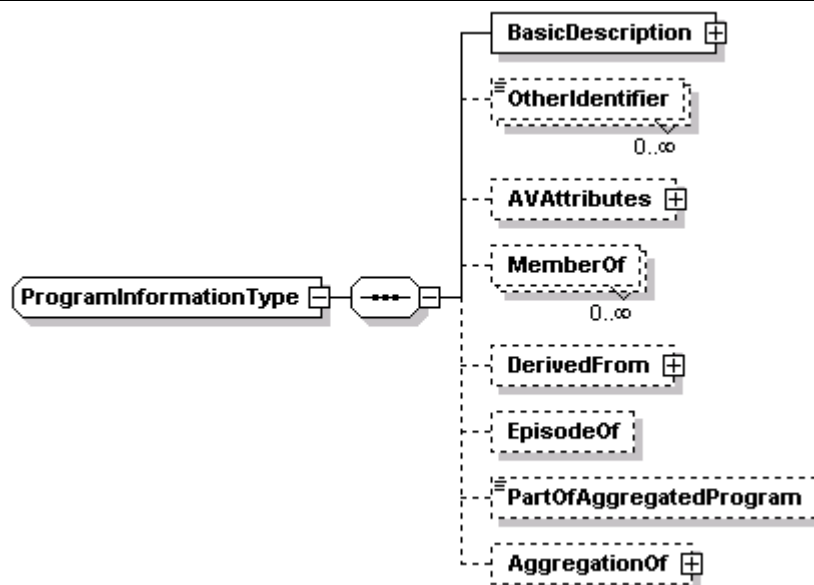 BasicDescription
OtherIdentifier
0..∞
AVAttributes
MemberOf
0..∞
ProgramInformationType
DerivedFrom
EpisodeOf
PartOfAggregatedProgram
AggregationOf